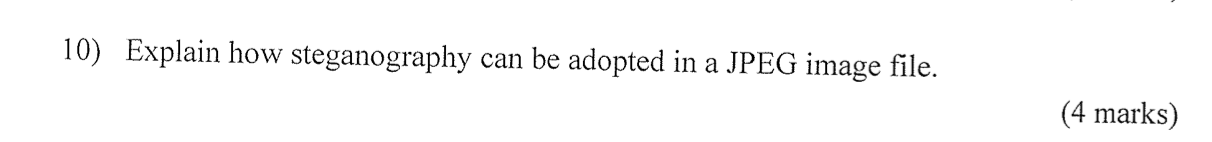 10) Explain how steganography can be adopted in a JPEG image file.
(4 marks)